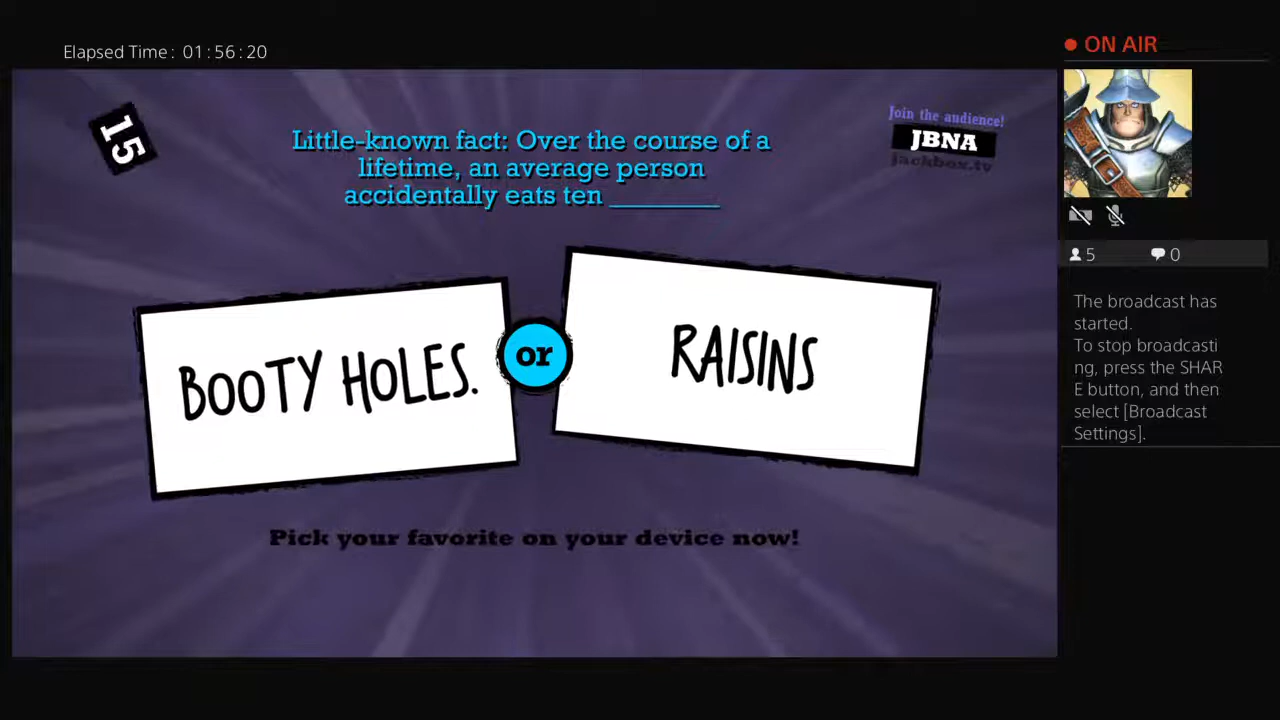 Elapsed Time: 01:56:20
ON AIR
15
Little-known fact: Over the course of a
lifetime, an average person
accidentally eats ten ________
Join the audience!
JBNA
jackbox.tv
BOOTY HOLES.
or
RAISINS
Pick your favorite on your device now!
5
0
The broadcast has
started.
To stop broadcasti
ng, press the SHAR
E button, and then
select [Broadcast
Settings].